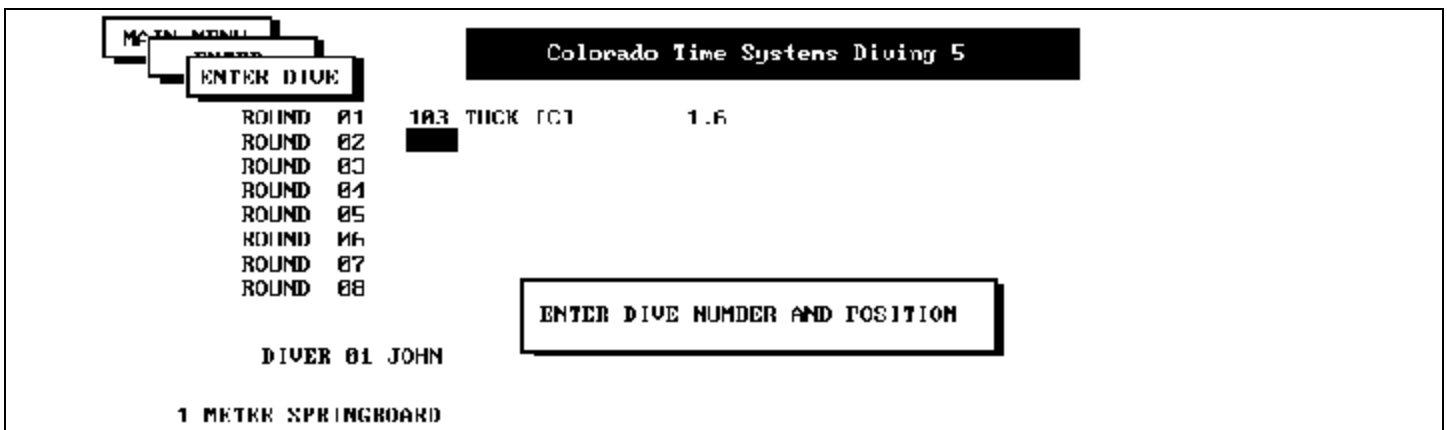 MAIN MENU
ENTER
ENTER DIVE
Colorado Time Systems Diving 5
ROUND 01 103 TUCK [C] 1.6
ROUND 02
ROUND 03
ROUND 04
ROUND 05
ROUND 06
ROUND 07
ROUND 08
ENTER DIVE NUMBER AND POSITION
DIVER 01 JOHN
1 METER SPRINGBOARD